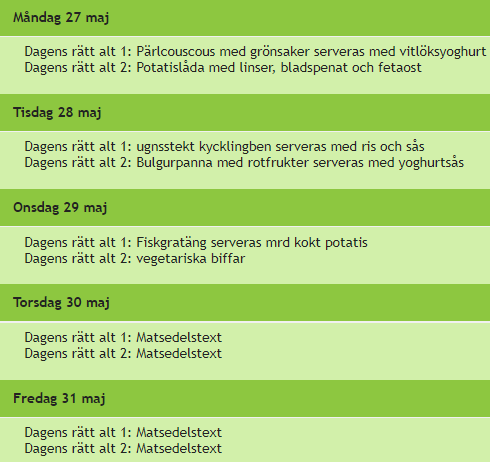 Måndag 27 maj
Dagens rätt alt 1: Pärlcouscous med grönsaker serveras med vitlöksyoghurt
Dagens rätt alt 2: Potatislåda med linser, bladspenat och fetaost
Tisdag 28 maj
Dagens rätt alt 1: ugnsstekt kycklingben serveras med ris och sås
Dagens rätt alt 2: Bulgurpanna med rotfrukter serveras med yoghurtsås
Onsdag 29 maj
Dagens rätt alt 1: Fiskgratäng serveras mrd kokt potatis
Dagens rätt alt 2: vegetariska biffar
Torsdag 30 maj
Dagens rätt alt 1: Matsedelstext
Dagens rätt alt 2: Matsedelstext
Fredag 31 maj
Dagens rätt alt 1: Matsedelstext
Dagens rätt alt 2: Matsedelstext